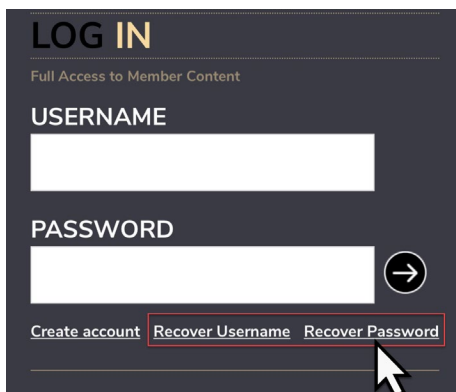 LOG IN
Full Access to Member Content
USERNAME
PASSWORD
Create account Recover Username Recover Password